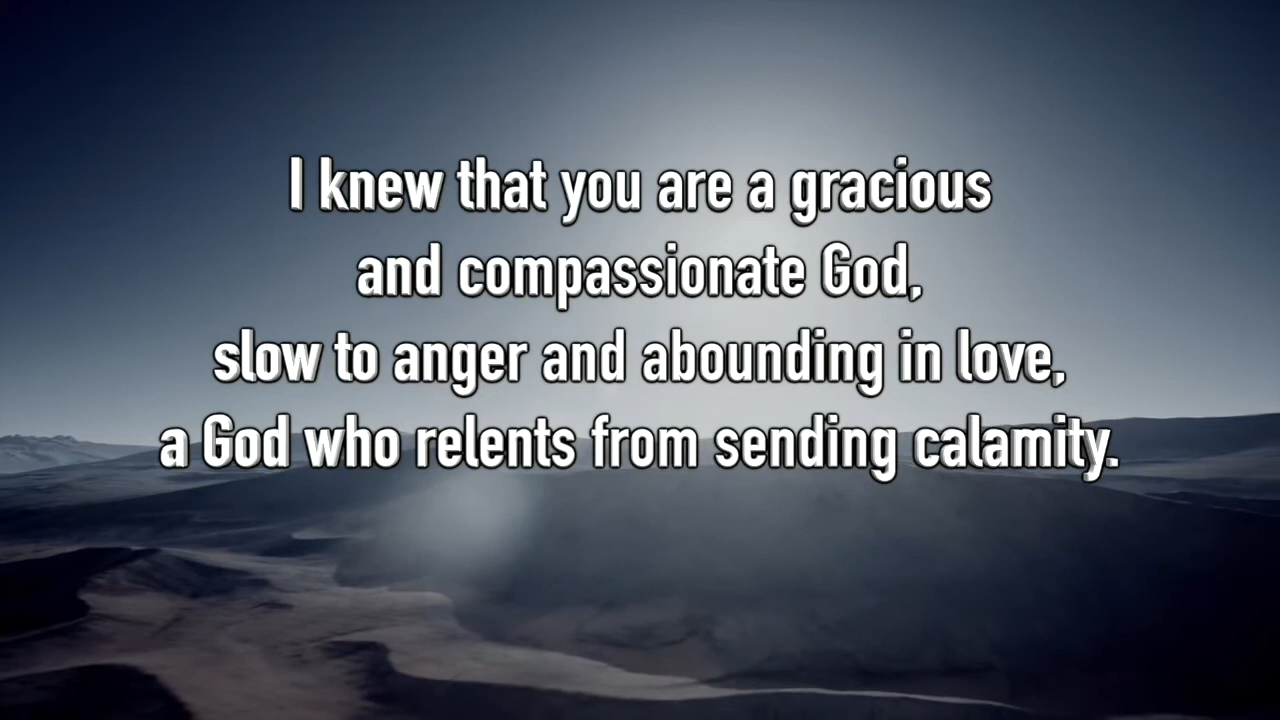 I knew that you are a gracious
and compassionate God,
slow to anger and abounding in love,
a God who relents from sending calamity.